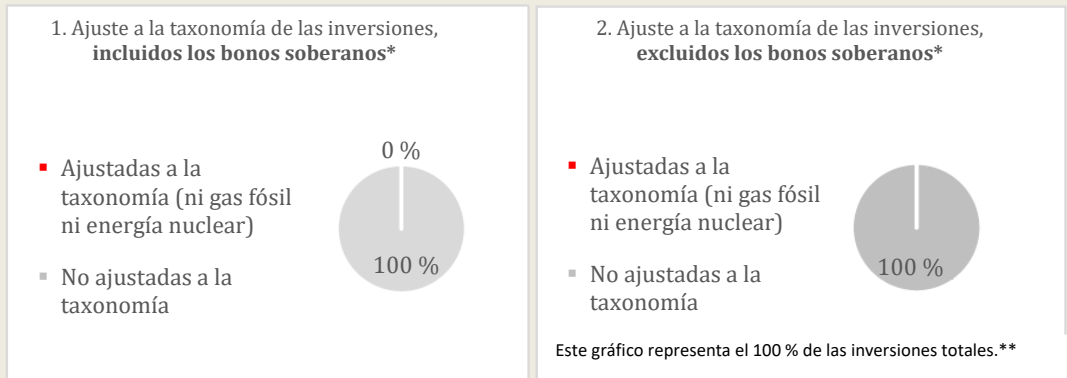 1. Ajuste a la taxonomía de las inversiones,
incluidos los bonos soberanos*
Ajustadas a la
taxonomía (ni gas fósil
ni energía nuclear)
No ajustadas a la
taxonomía
0 %
100 %
2. Ajuste a la taxonomía de las inversiones,
excluidos los bonos soberanos*
Ajustadas a la
taxonomía (ni gas fósil
ni energía nuclear)
No ajustadas a la
taxonomía
100 %
Este gráfico representa el 100 % de las inversiones totales.**